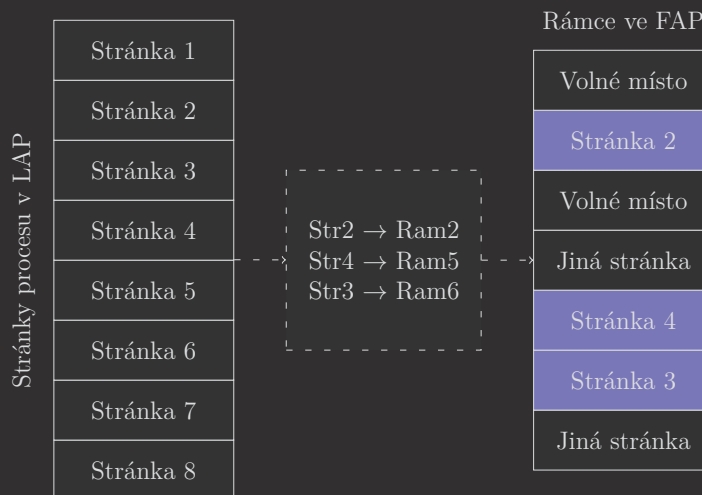 Stránky procesu v LAP
Stránka 1
Stránka 2
Stránka 3
Stránka 4
Stránka 5
Stránka 6
Stránka 7
Stránka 8
Str2 → Ram2
Str4 → Ram5
Str3 → Ram6
Rámce ve FAP
Volné místo
Stránka 2
Volné místo
Jiná stránka
Stránka 4
Stránka 3
Jiná stránka